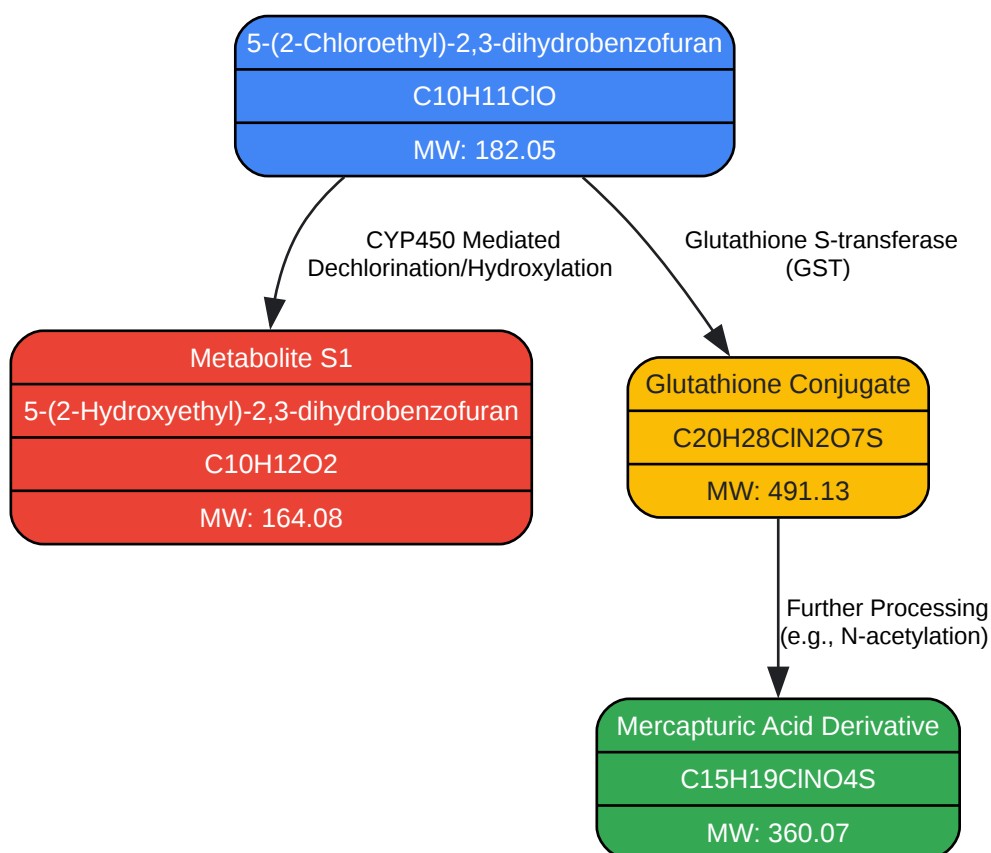 5-(2-Chloroethyl)-2,3-dihydrobenzofuran
C10H11ClO
MW: 182.05
CYP450 Mediated
Dechlorination/Hydroxylation
Glutathione S-transferase
(GST)
Metabolite S1
5-(2-Hydroxyethyl)-2,3-dihydrobenzofuran
C10H12O2
MW: 164.08
Glutathione Conjugate
C20H28ClN2O7S
MW: 491.13
Further Processing
(e.g., N-acetylation)
Mercapturic Acid Derivative
C15H19ClNO4S
MW: 360.07